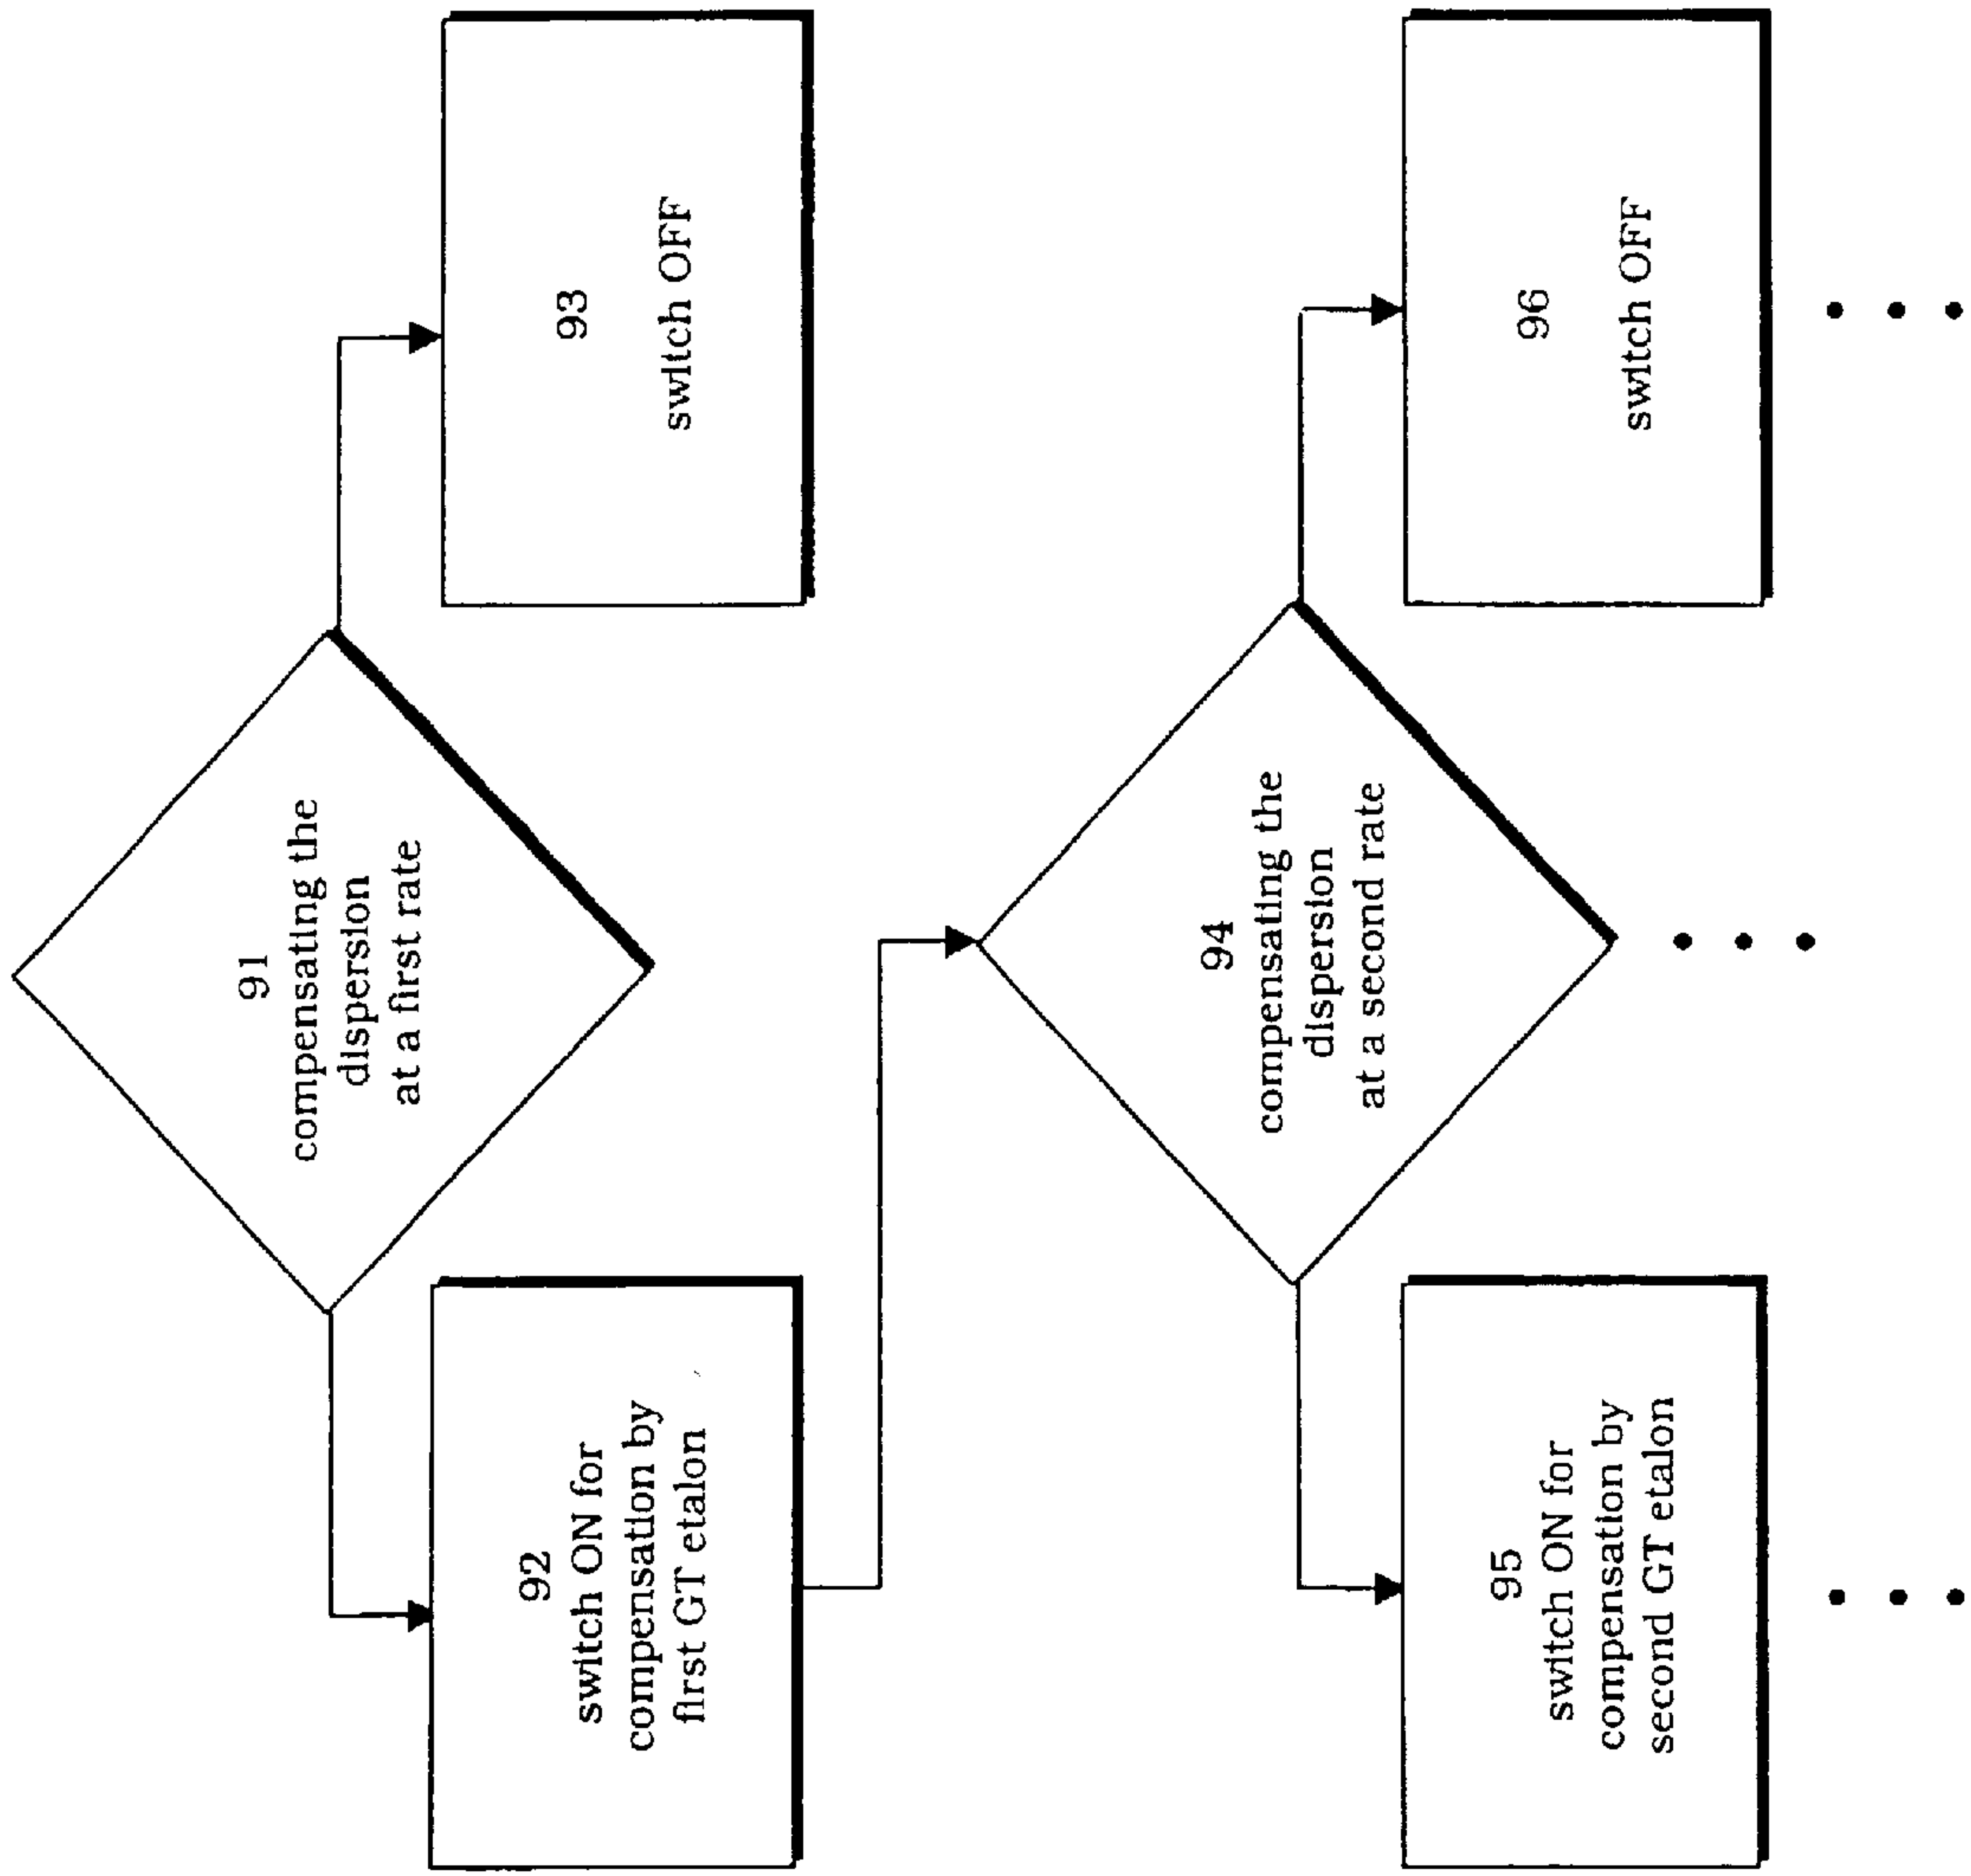 91
compensating the
dispersion
at a first rate
92
switch ON for
compensation by
first GT etalon
93
switch OFF
94
compensating the
dispersion
at a second rate
95
switch ON for
compensation by
second GT etalon
96
switch OFF